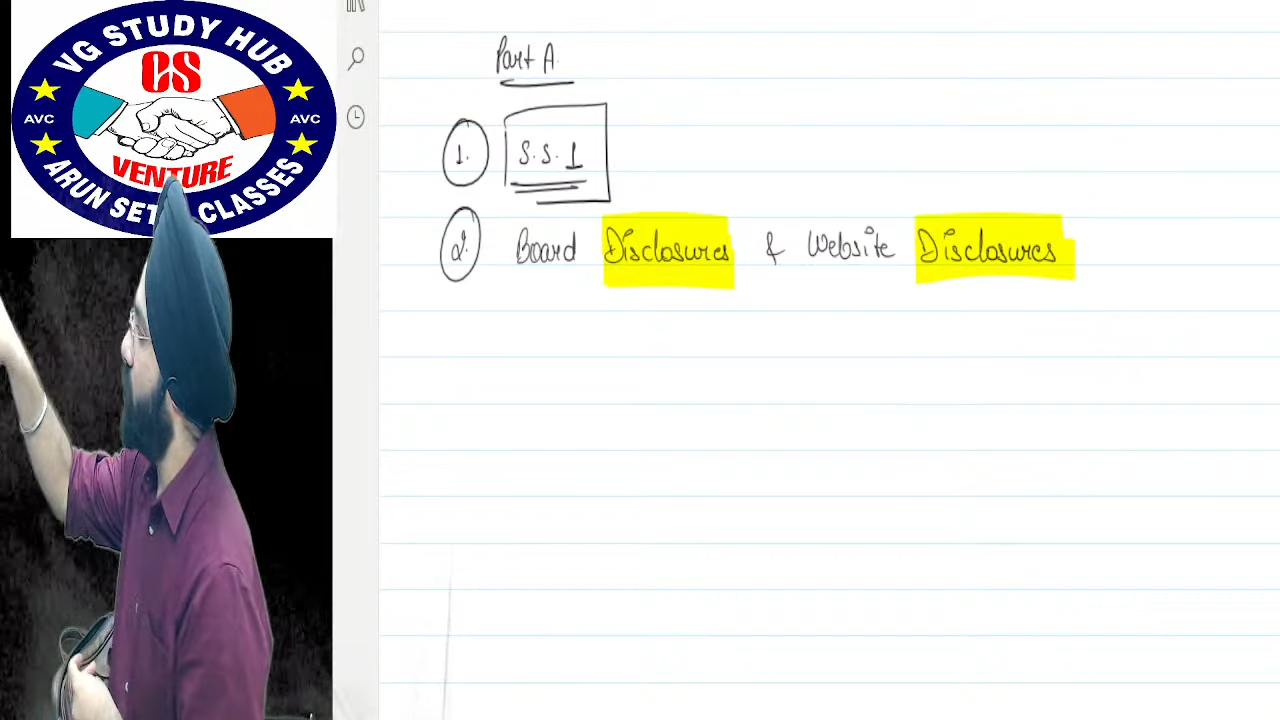 VG STUDY HUB
CS
AVC
AVC
VENTURE
ARUN SET CLASSES
Part A.
1. S.S. 1
2. Board Disclosures & Website Disclosures